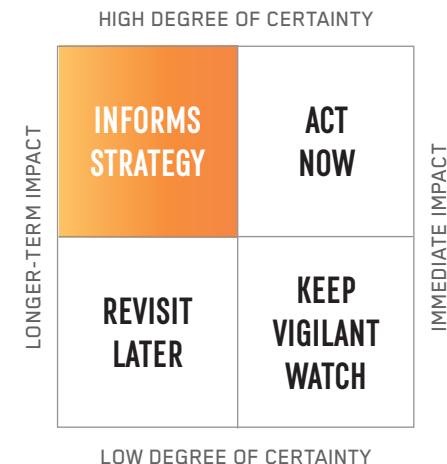 HIGH DEGREE OF CERTAINTY
LONGER-TERM IMPACT
INFORMS
STRATEGY
ACT
NOW
IMMEDIATE IMPACT
REVISIT
LATER
KEEP
VIGILANT
WATCH
LOW DEGREE OF CERTAINTY